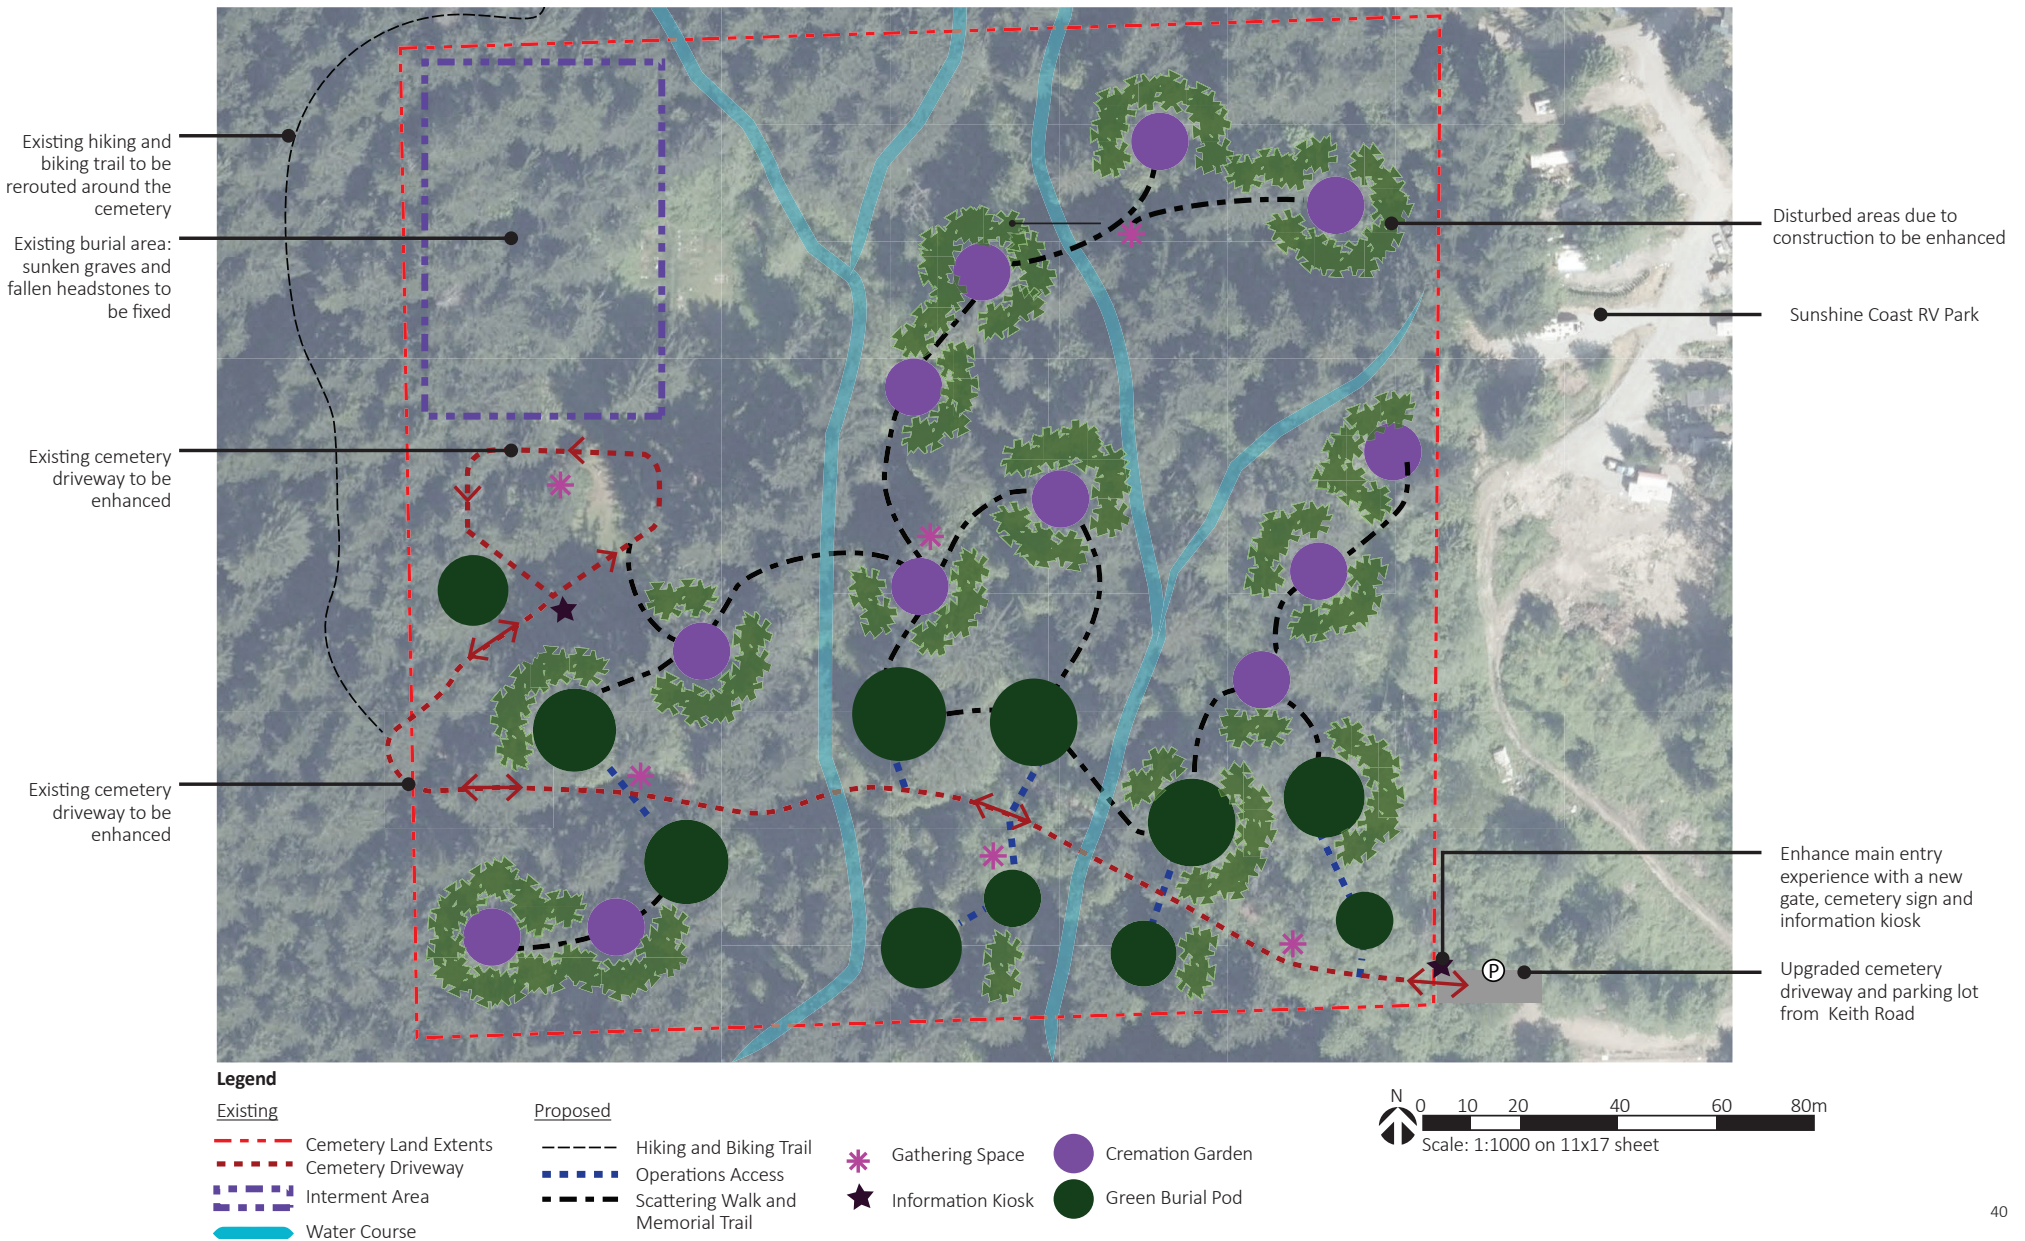 Existing hiking and
biking trail to be
rerouted around the
cemetery
Existing burial area:
sunken graves and
fallen headstones to
be fixed
Existing cemetery
driveway to be
enhanced
Existing cemetery
driveway to be
enhanced
Disturbed areas due to
construction to be enhanced
Sunshine Coast RV Park
Enhance main entry
experience with a new
gate, cemetery sign and
information kiosk
P
Upgraded cemetery
driveway and parking lot
from Keith Road
Legend
Existing
Cemetery Land Extents
Cemetery Driveway
Interment Area
Water Course
Proposed
Hiking and Biking Trail
Operations Access
Scattering Walk and
Memorial Trail
Gathering Space
Information Kiosk
Cremation Garden
Green Burial Pod
N
0 10 20 40 60 80m
Scale: 1:1000 on 11x17 sheet
40